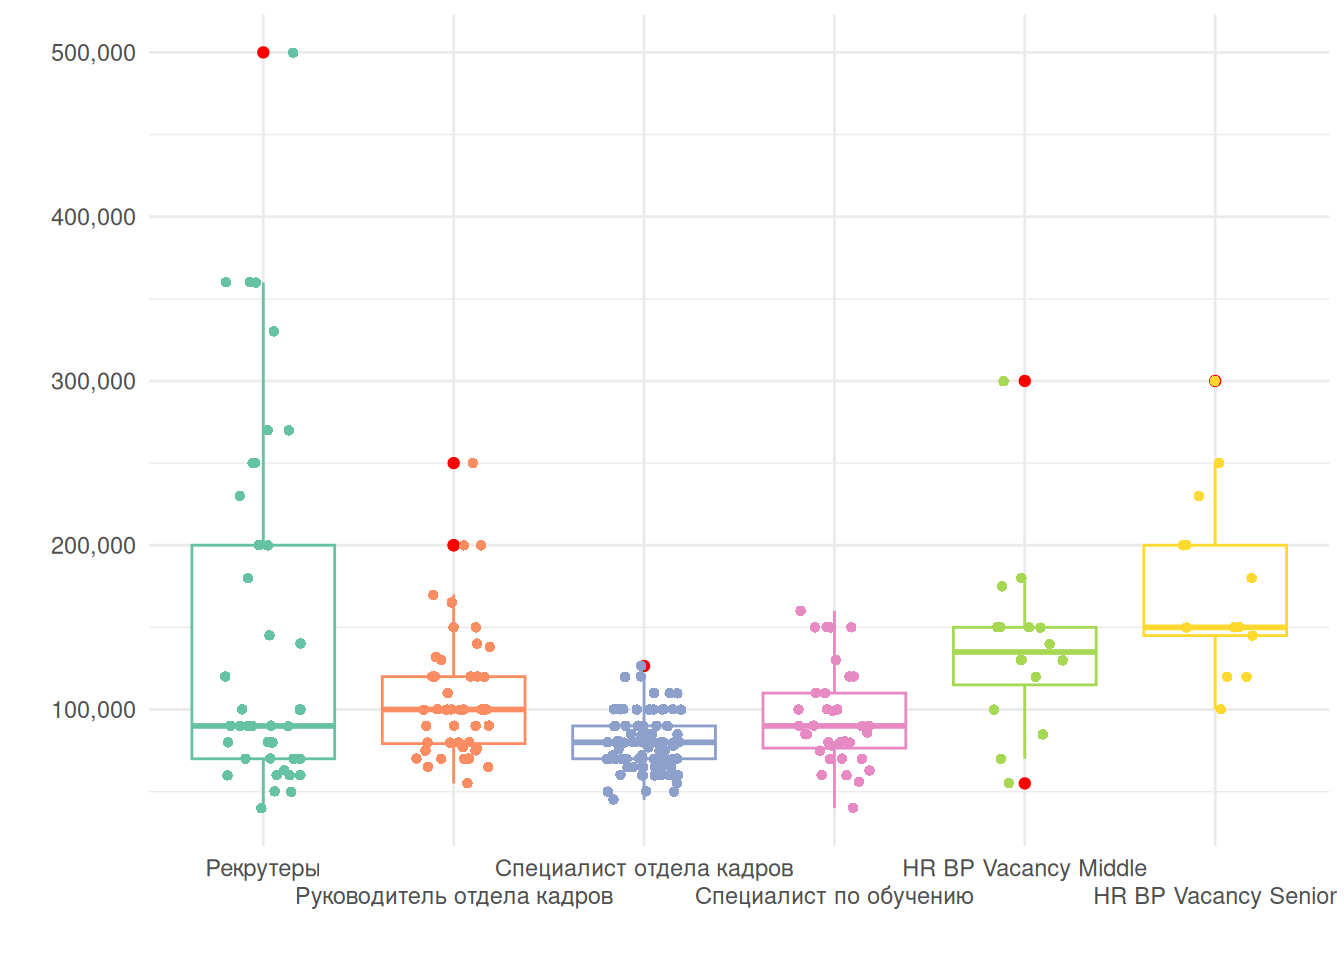 500,000
400,000
300,000
200,000
100,000
Рекрутеры
Специалист отдела кадров
HR BP Vacancy Middle
Руководитель отдела кадров
Специалист по обучению
HR BP Vacancy Senior